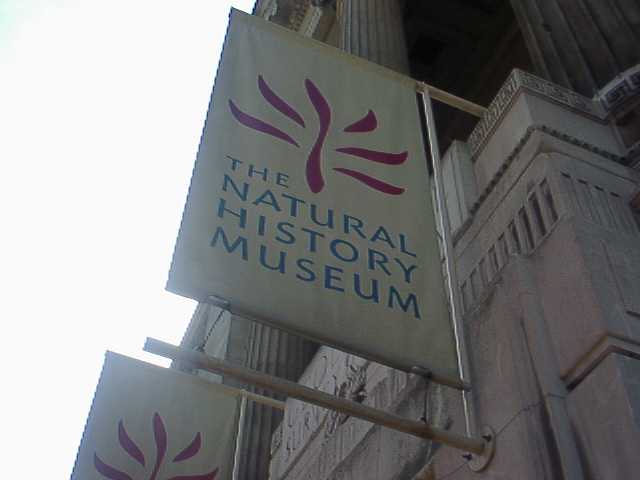 THE
NATURAL
HISTORY
MUSEUM